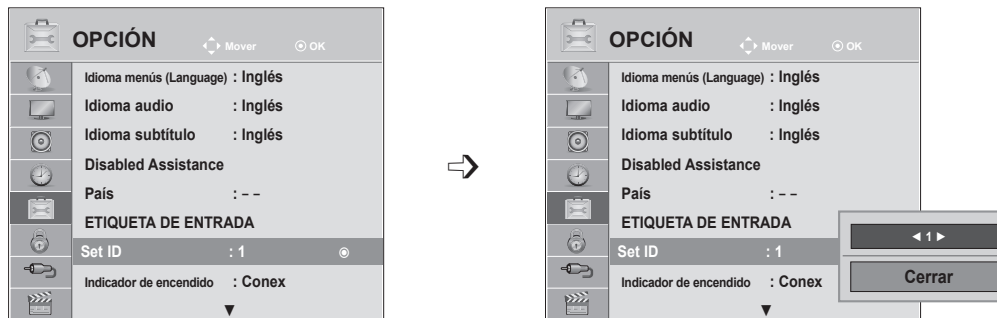 OPCIÓN Mover OK
Idioma menús (Language) : Inglés
Idioma audio : Inglés
Idioma subtítulo : Inglés
Disabled Assistance
País : – –
ETIQUETA DE ENTRADA
Set ID : 1
Indicador de encendido : Conex
▼
OPCIÓN Mover OK
Idioma menús (Language) : Inglés
Idioma audio : Inglés
Idioma subtítulo : Inglés
Disabled Assistance
País : – –
ETIQUETA DE ENTRADA
Set ID : 1
Indicador de encendido : Conex
▼
◀ 1 ▶
Cerrar